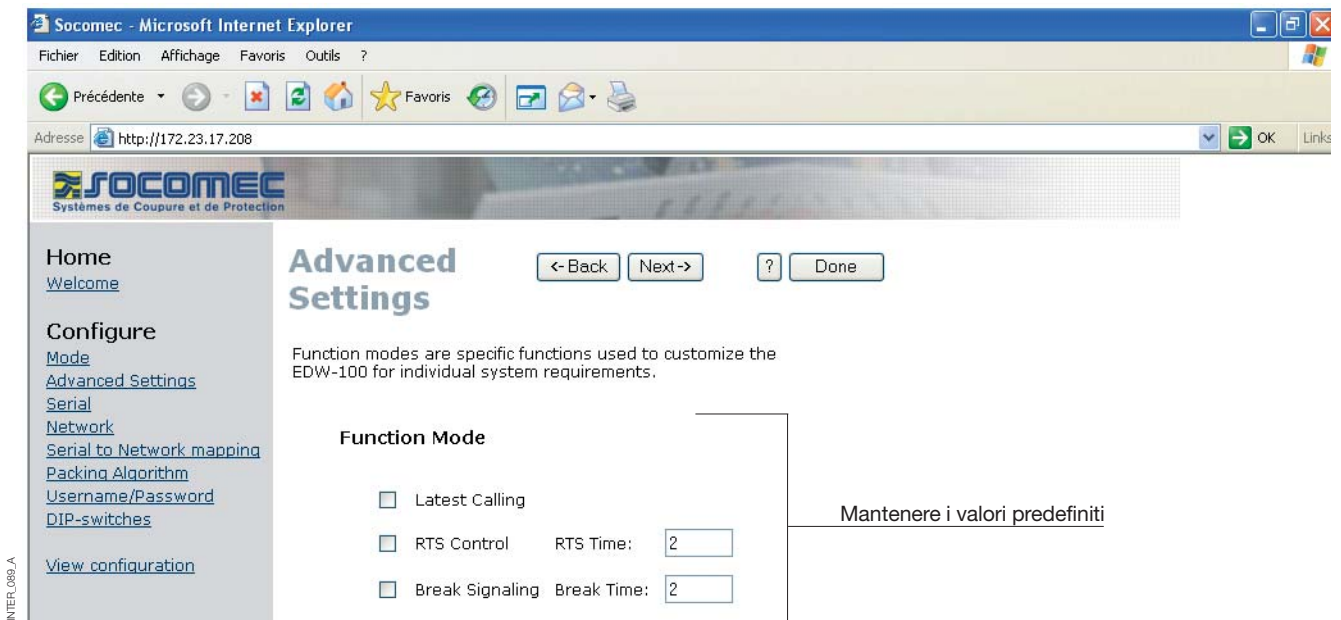 Socomec - Microsoft Internet Explorer
Fichier Edition Affichage Favoris Outils ?
Précédente Favoris
Adresse http://172.23.17.208 OK Links
SOCOMEC
Systèmes de Coupure et de Protection
Home
Welcome
Configure
Mode
Advanced Settings
Serial
Network
Serial to Network mapping
Packing Algorithm
Username/Password
DIP-switches
View configuration
Advanced
Settings
<-Back Next-> ? Done
Function modes are specific functions used to customize the
EDW-100 for individual system requirements.
Function Mode
Latest Calling
RTS Control RTS Time: 2
Break Signaling Break Time: 2
Mantenere i valori predefiniti
INTER_089_A